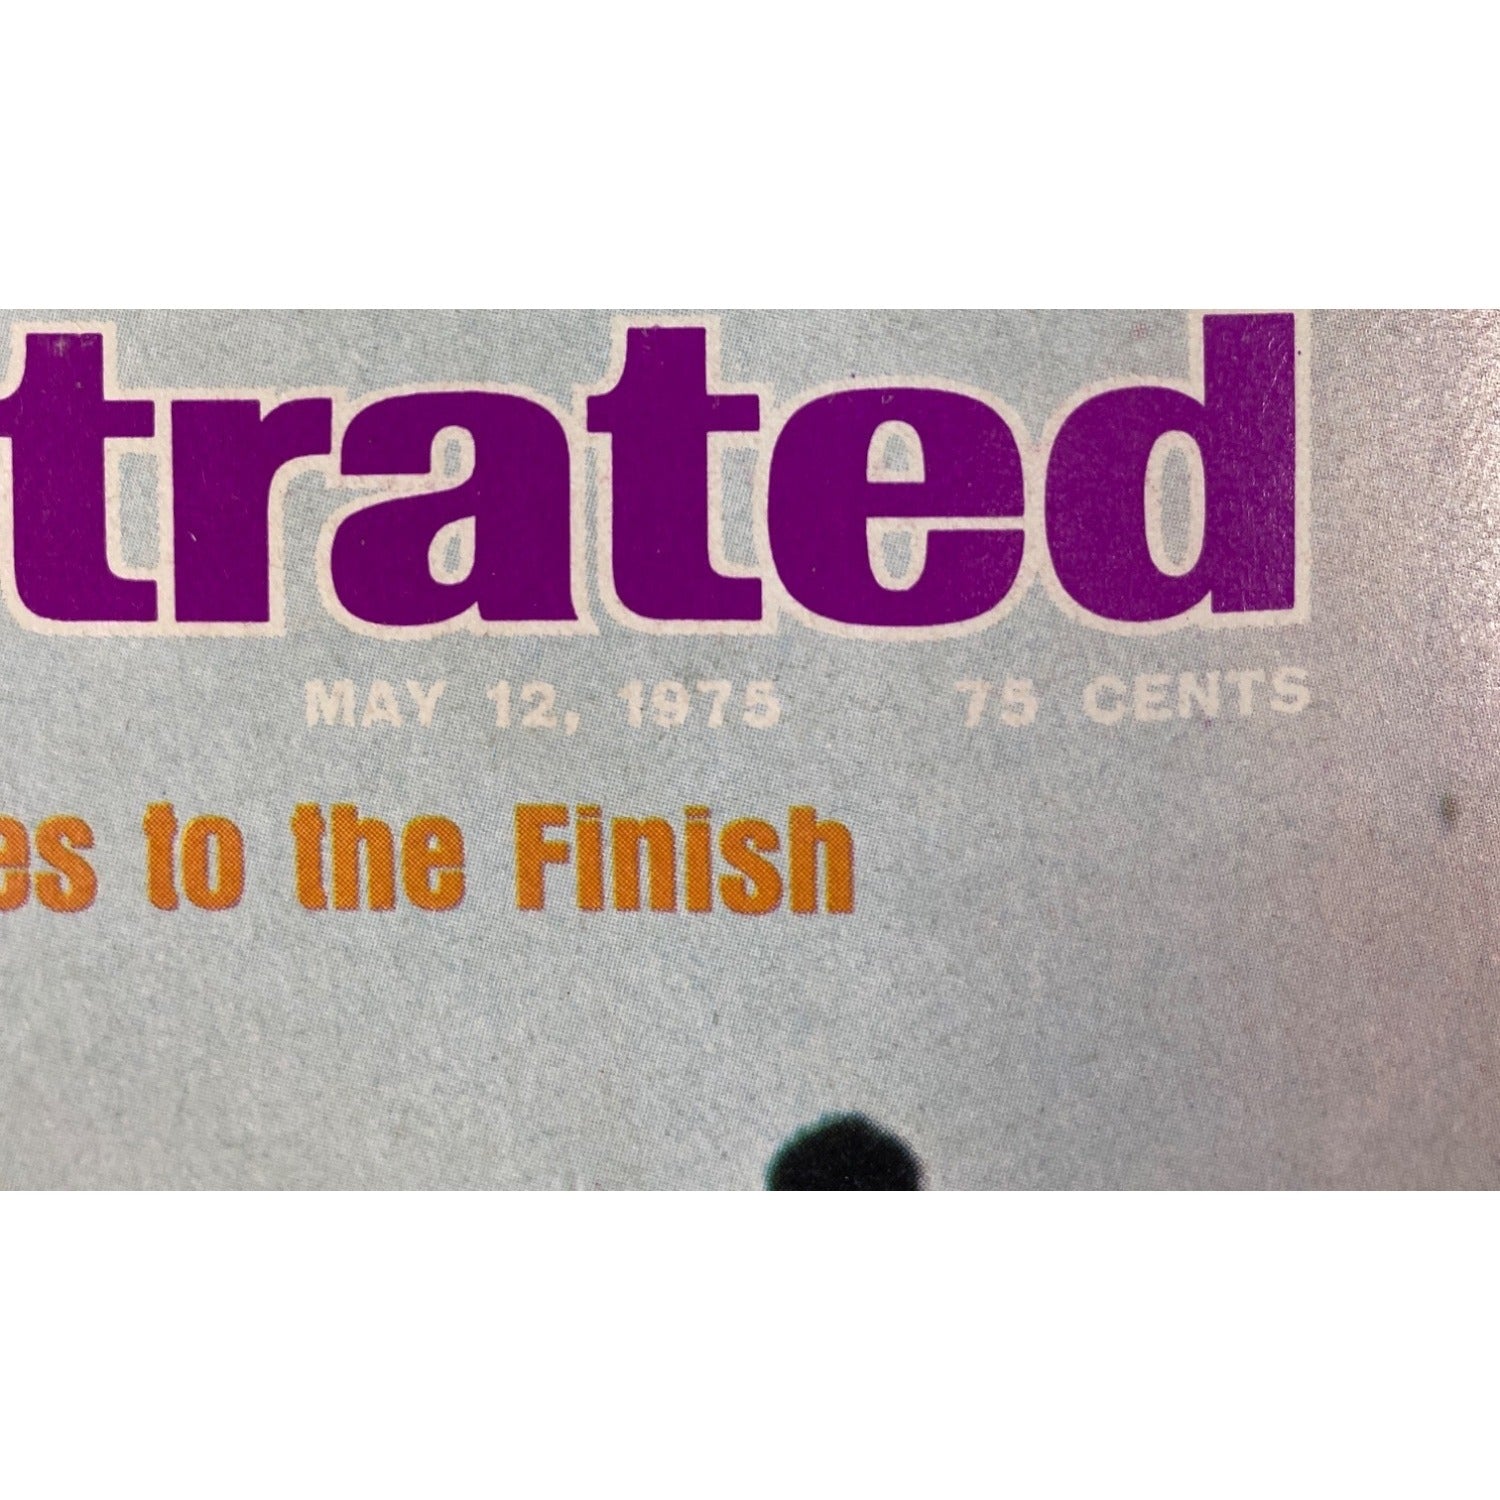 trated
MAY 12, 1975 75 CENTS
es to the Finish